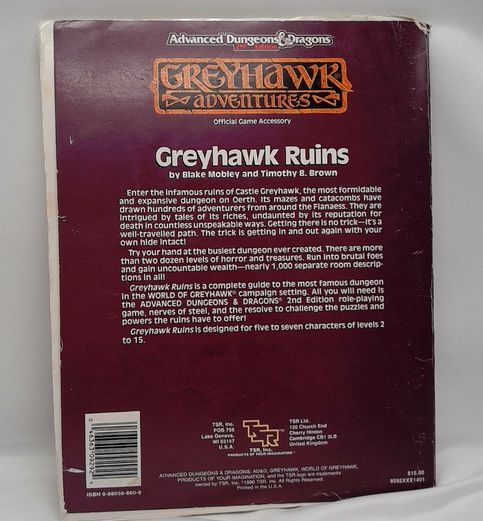 Advanced Dungeons & Dragons
2nd Edition
GREYHAWK
ADVENTURES
Official Game Accessory
Greyhawk Ruins
by Blake Mobley and Timothy B. Brown
Enter the infamous ruins of Castle Greyhawk, the most formidable
and expansive dungeon on Oerth. Its mazes and catacombs have
drawn hundreds of adventurers from around the Flanaess. They are
intrigued by tales of its riches, undaunted by its reputation for
death in countless unspeakable ways. Getting there is no trick—it's a
well-travelled path. The trick is getting in and out again with your
own hide intact!
Try your hand at the busiest dungeon ever created. There are more
than two dozen levels of horror and treasures. Run into brutal foes
and gain uncountable wealth—nearly 1,000 separate room descrip-
tions in all!
Greyhawk Ruins is a complete guide to the most famous dungeon
in the WORLD OF GREYHAWK® campaign setting. All you will need is
the ADVANCED DUNGEONS & DRAGONS® 2nd Edition role-playing
game, nerves of steel, and the resolve to challenge the puzzles and
powers the ruins have to offer!
Greyhawk Ruins is designed for five to seven characters of levels 2
to 15.
TSR, Inc.
POB 756
Lake Geneva,
WI 53147
U.S.A.
TSR, Inc.
PRODUCTS OF YOUR IMAGINATION™
TSR Ltd.
120 Church End
Cherry Hinton
Cambridge CB1 3LB
United Kingdom
ISBN 0-88038-860-9
ADVANCED DUNGEONS & DRAGONS, AD&D, GREYHAWK, WORLD OF GREYHAWK,
PRODUCTS OF YOUR IMAGINATION, and the TSR logo are trademarks
owned by TSR, Inc. ©1990 TSR, Inc. All Rights Reserved.
Printed in the U.S.A.
$15.00
9292XXX1401